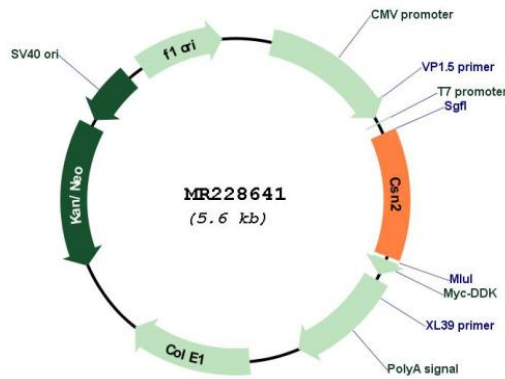 CMV promoter
f1 ori
SV40 ori
VP1.5 primer
T7 promoter
SgfI
Kan/Neo
MR228641
(5.6 kb)
Csn2
MluI
Myc-DDK
XL39 primer
Col E1
PolyA signal